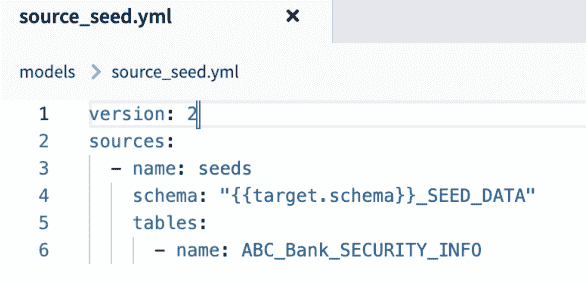 source_seed.yml ×
models > source_seed.yml
1 version: 2
2 sources:
3 - name: seeds
4 schema: "{{target.schema}}_SEED_DATA"
5 tables:
6 - name: ABC_Bank_SECURITY_INFO